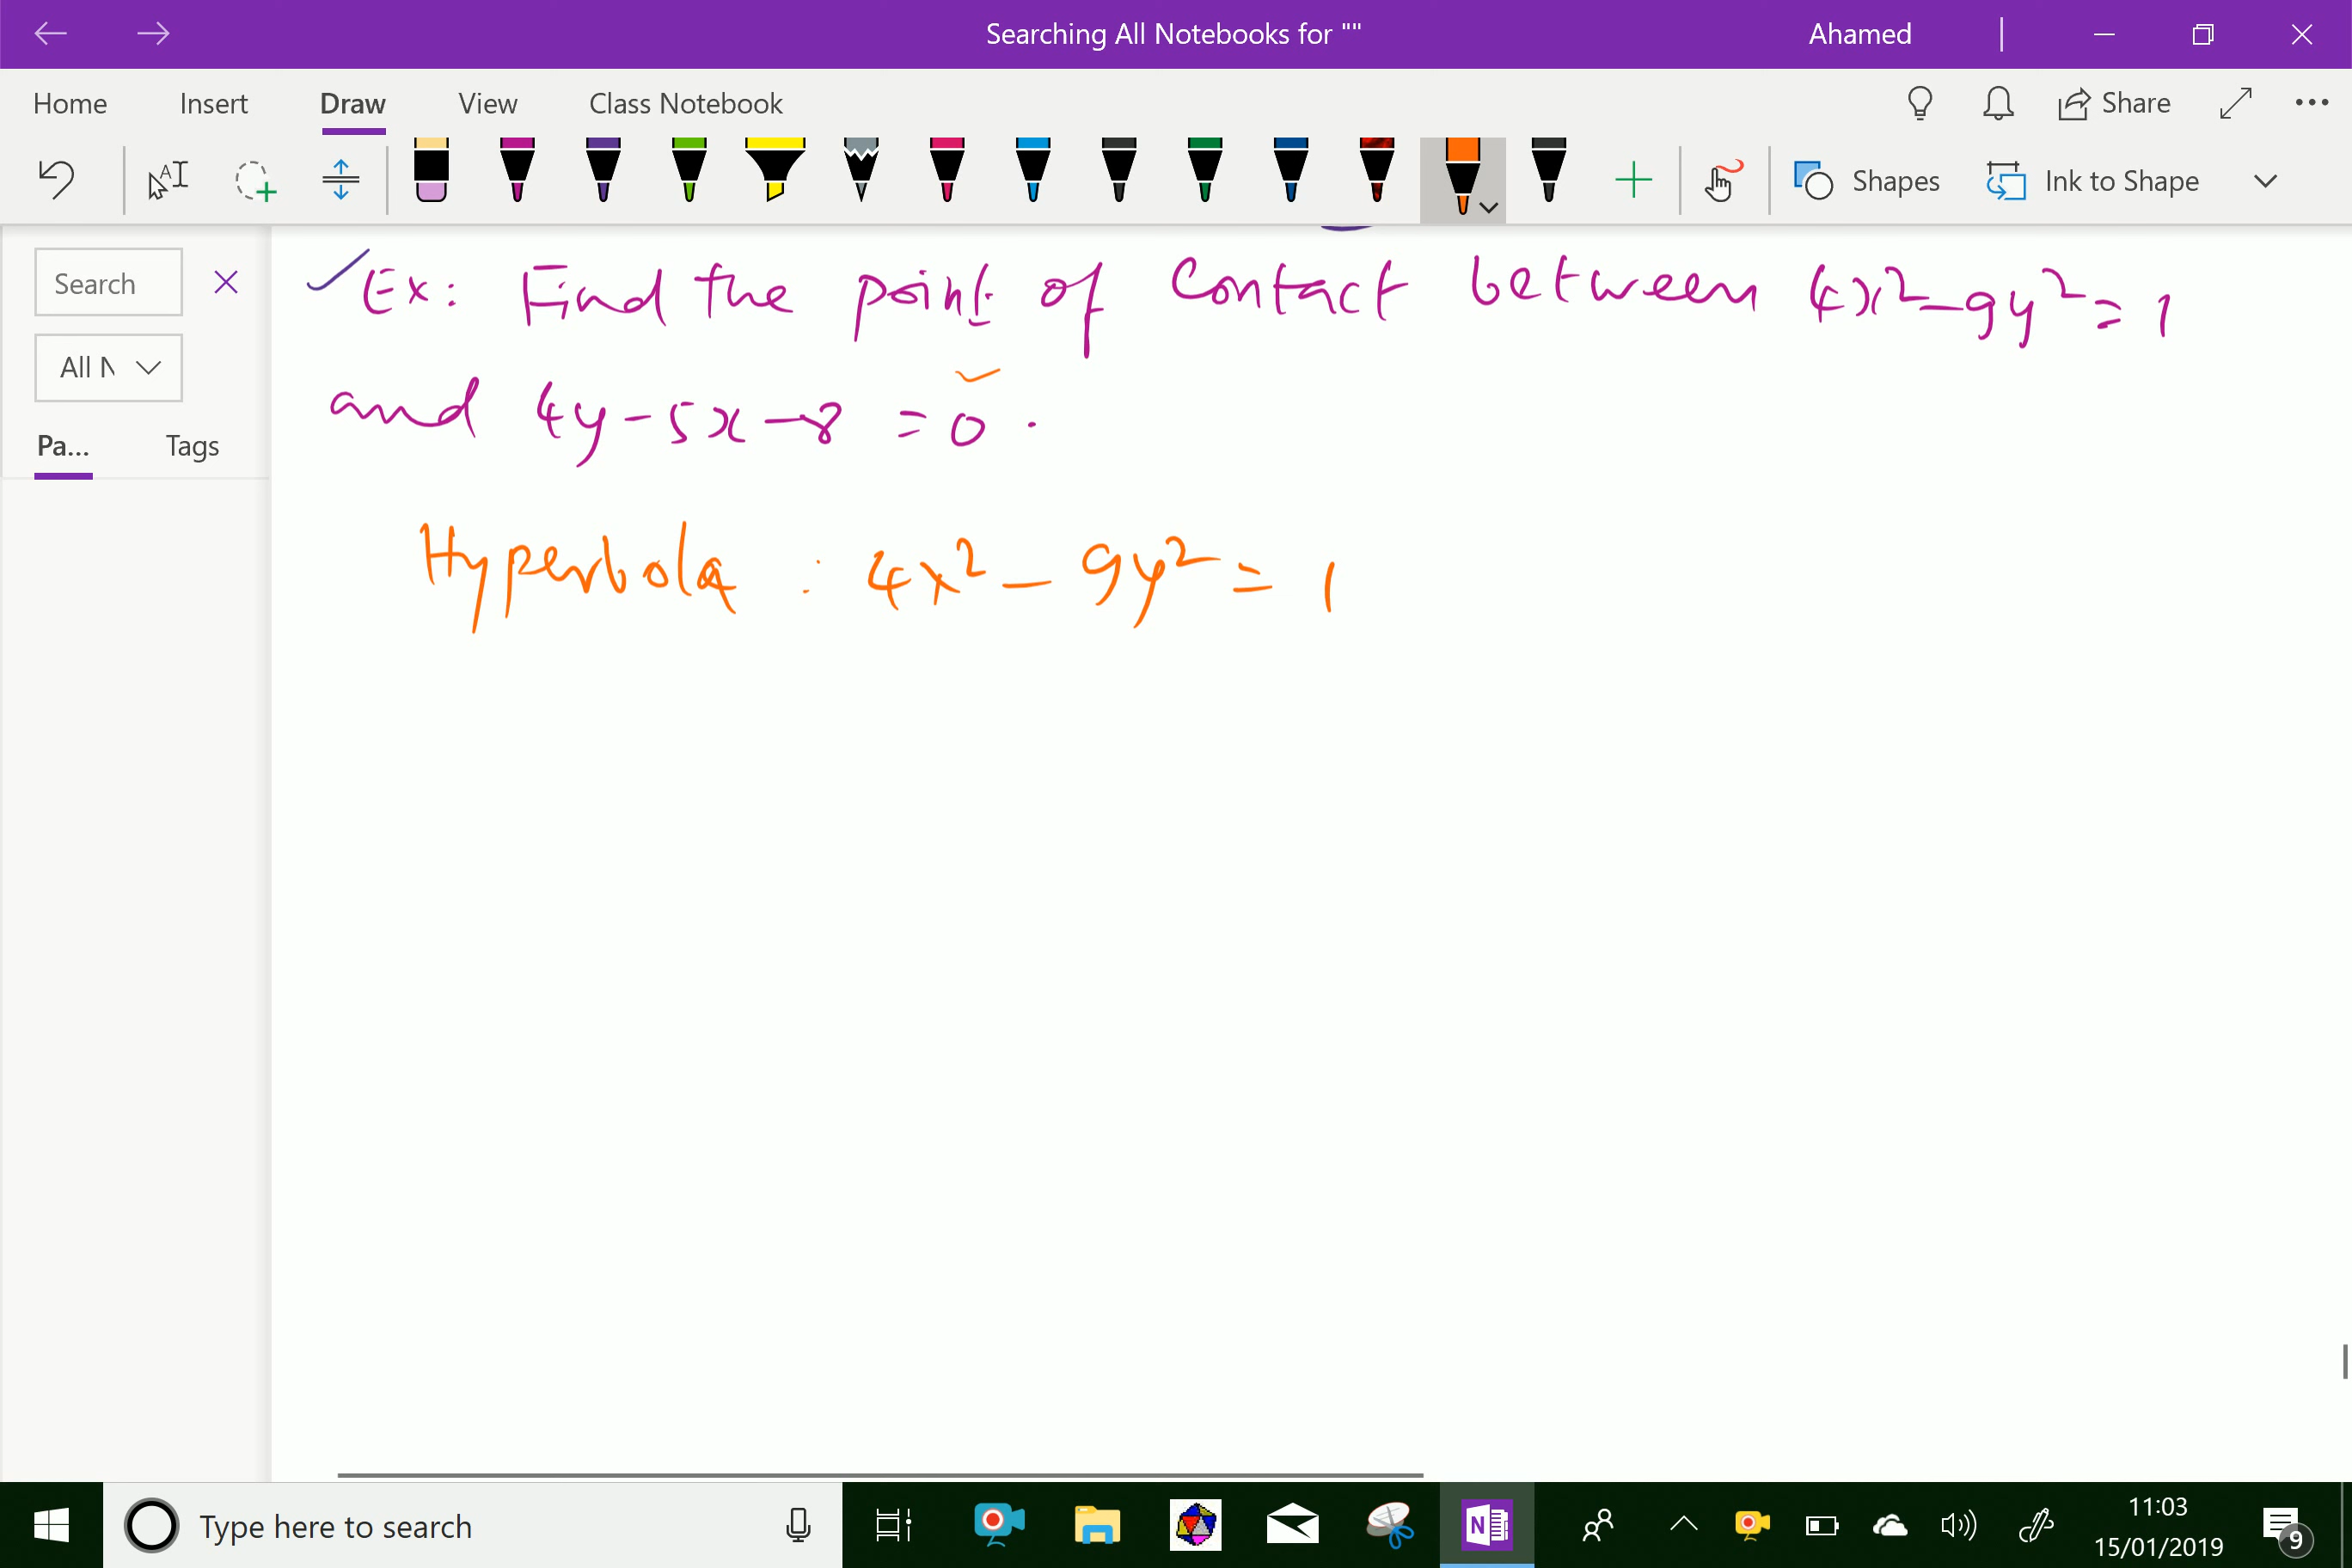 Searching All Notebooks for ""
Ahamed
Home Insert Draw View Class Notebook
Share
Shapes
Ink to Shape
Search
All N
Pa... Tags
Ex: Find the point of contact between 4x²-9y²=1
and 4y-5x-8 =0.
Hyperbola : 4x²-9y²=1
Type here to search
N
11:03
15/01/2019
9